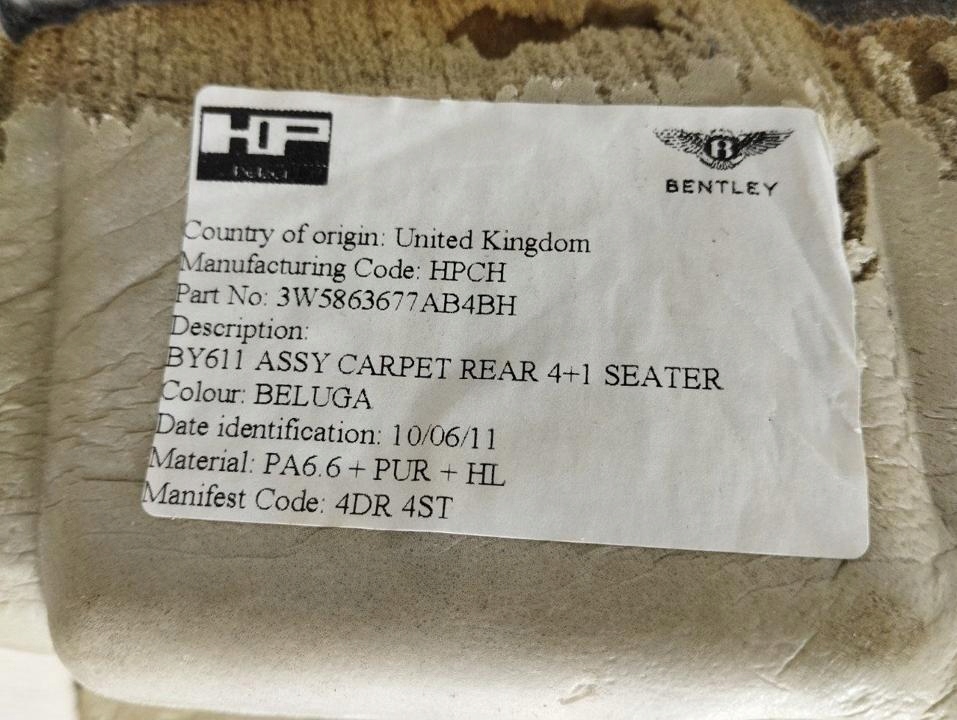 HP
BENTLEY
Country of origin: United Kingdom
Manufacturing Code: HPCH
Part No: 3W5863677AB4BH
Description:
BY611 ASSY CARPET REAR 4+1 SEATER
Colour: BELUGA
Date identification: 10/06/11
Material: PA6.6 + PUR + HL
Manifest Code: 4DR 4ST